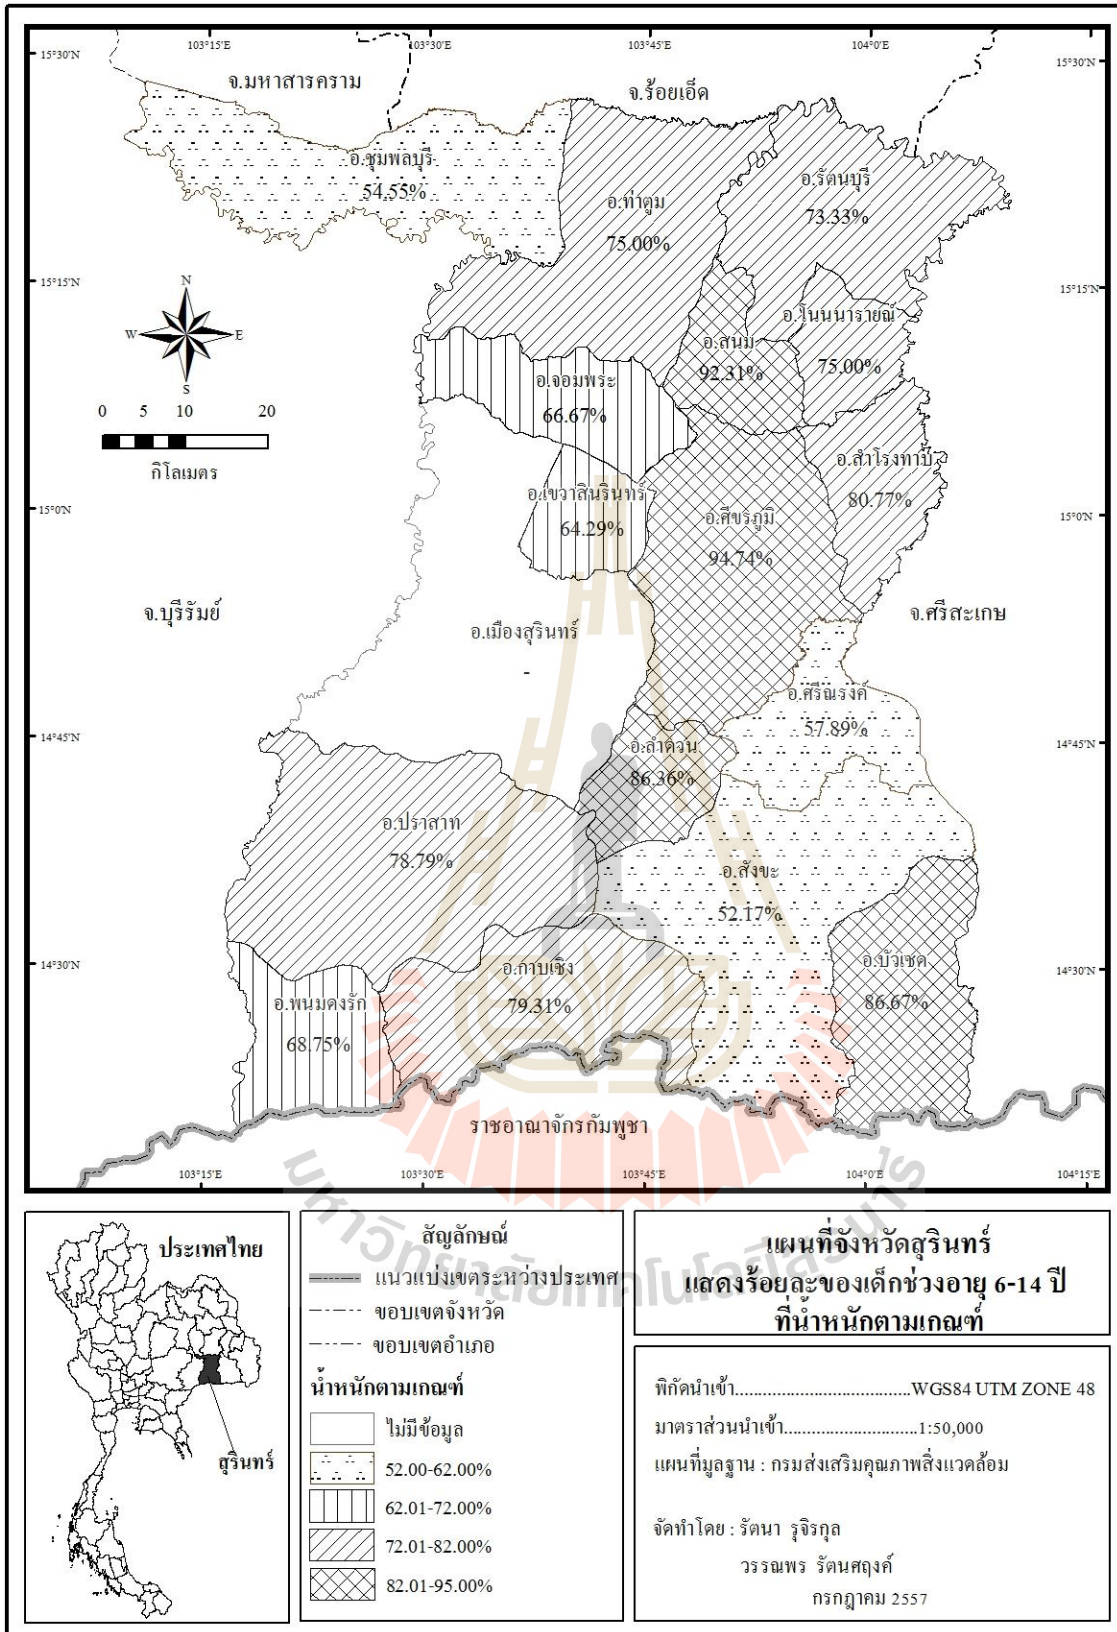 103°15'E 103°30'E 103°45'E 104°0'E
15°30'N 15°30'N
จ.มหาสารคราม
จ.ร้อยเอ็ด
อ.ชุมพลบุรี
54.55%
อ.รัตนบุรี
73.33%
อ.ท่าตูม
75.00%
15°15'N 15°15'N
N
W E
S
อ.โนนนารายณ์
75.00%
อ.สนม
92.31%
อ.จอมพระ
66.67%
0 5 10 20
กิโลเมตร
อ.สำโรงทาบ
80.77%
อ.เขวาสินรินทร์
64.29%
15°0'N 15°0'N
อ.ศีขรภูมิ
94.74%
จ.บุรีรัมย์
จ.ศรีสะเกษ
อ.เมืองสุรินทร์
-
อ.ศรีณรงค์
57.89%
14°45'N 14°45'N
อ.ลำดวน
86.36%
อ.ปราสาท
78.79%
อ.สังขะ
52.17%
14°30'N 14°30'N
อ.บัวเชด
86.67%
อ.กาบเชิง
79.31%
อ.พนมดงรัก
68.75%
ราชอาณาจักรกัมพูชา
103°15'E 103°30'E 103°45'E 104°0'E 104°15'E
มหาวิทยาลัยเทคโนโลยีสุรนารี
ประเทศไทย
สุรินทร์
สัญลักษณ์
แนวแบ่งเขตระหว่างประเทศ
ขอบเขตจังหวัด
ขอบเขตอำเภอ
น้ำหนักตามเกณฑ์
ไม่มีข้อมูล
52.00-62.00%
62.01-72.00%
72.01-82.00%
82.01-95.00%
แผนที่จังหวัดสุรินทร์
แสดงร้อยละของเด็กช่วงอายุ 6-14 ปี
ที่น้ำหนักตามเกณฑ์
พิกัดนำเข้า....................................WGS84 UTM ZONE 48
มาตราส่วนนำเข้า...........................1:50,000
แผนที่มูลฐาน : กรมส่งเสริมคุณภาพสิ่งแวดล้อม
จัดทำโดย : รัตนา รุจิรกุล
วรรณพร รัตนศฤงค์
กรกฎาคม 2557